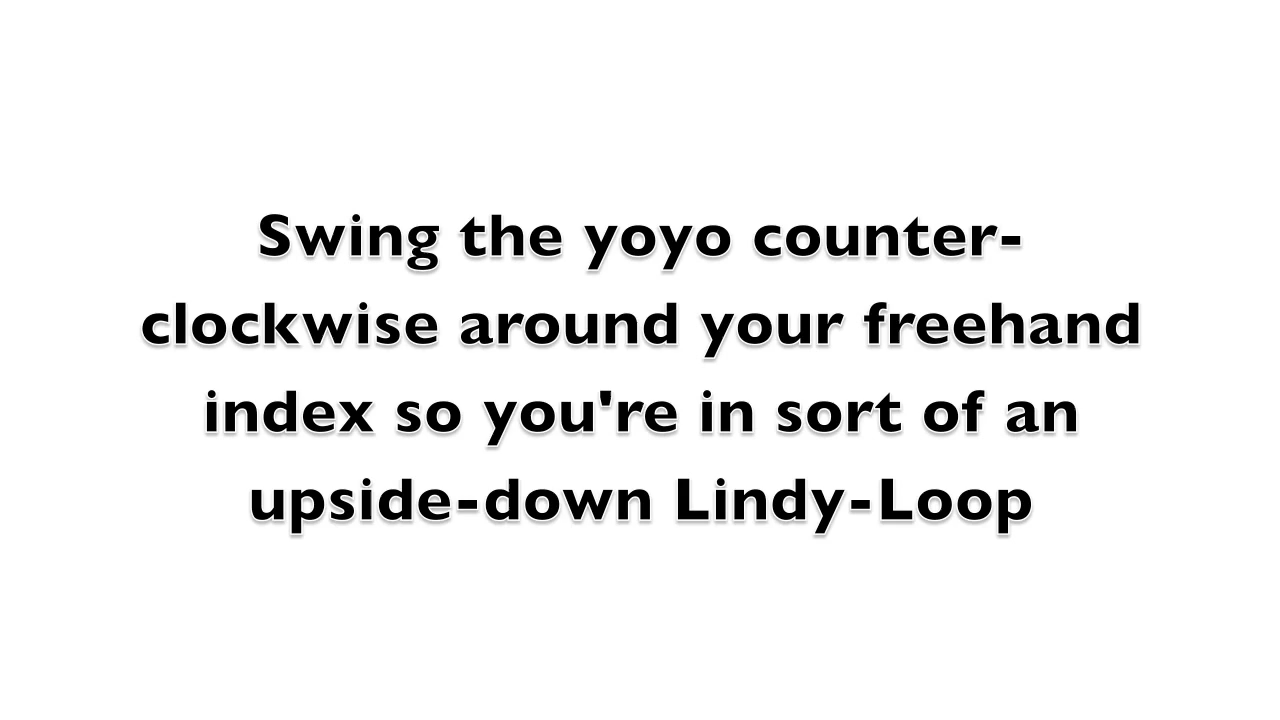 Swing the yoyo counter-
clockwise around your freehand
index so you're in sort of an
upside-down Lindy-Loop